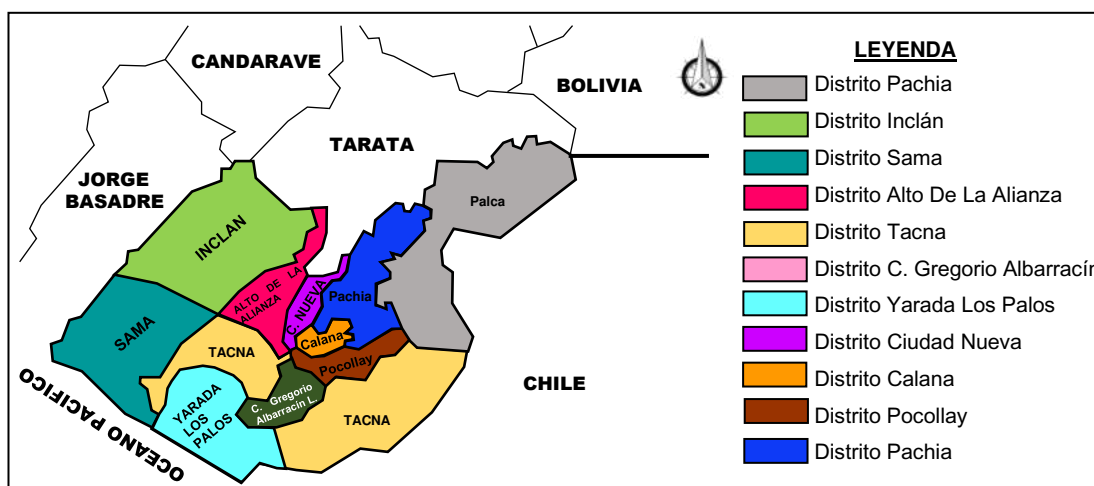 CANDARAVE
BOLIVIA
TARATA
JORGE
BASADRE
Palca
INCLAN
ALTO DE LA
ALIANZA
C. NUEVA
Pachia
SAMA
Calana
TACNA
Pocollay
CHILE
C. Gregorio
Albarracín L.
YARADA
LOS
PALOS
TACNA
OCEANO PACIFICO
LEYENDA
Distrito Pachia
Distrito Inclán
Distrito Sama
Distrito Alto De La Alianza
Distrito Tacna
Distrito C. Gregorio Albarracín
Distrito Yarada Los Palos
Distrito Ciudad Nueva
Distrito Calana
Distrito Pocollay
Distrito Pachia